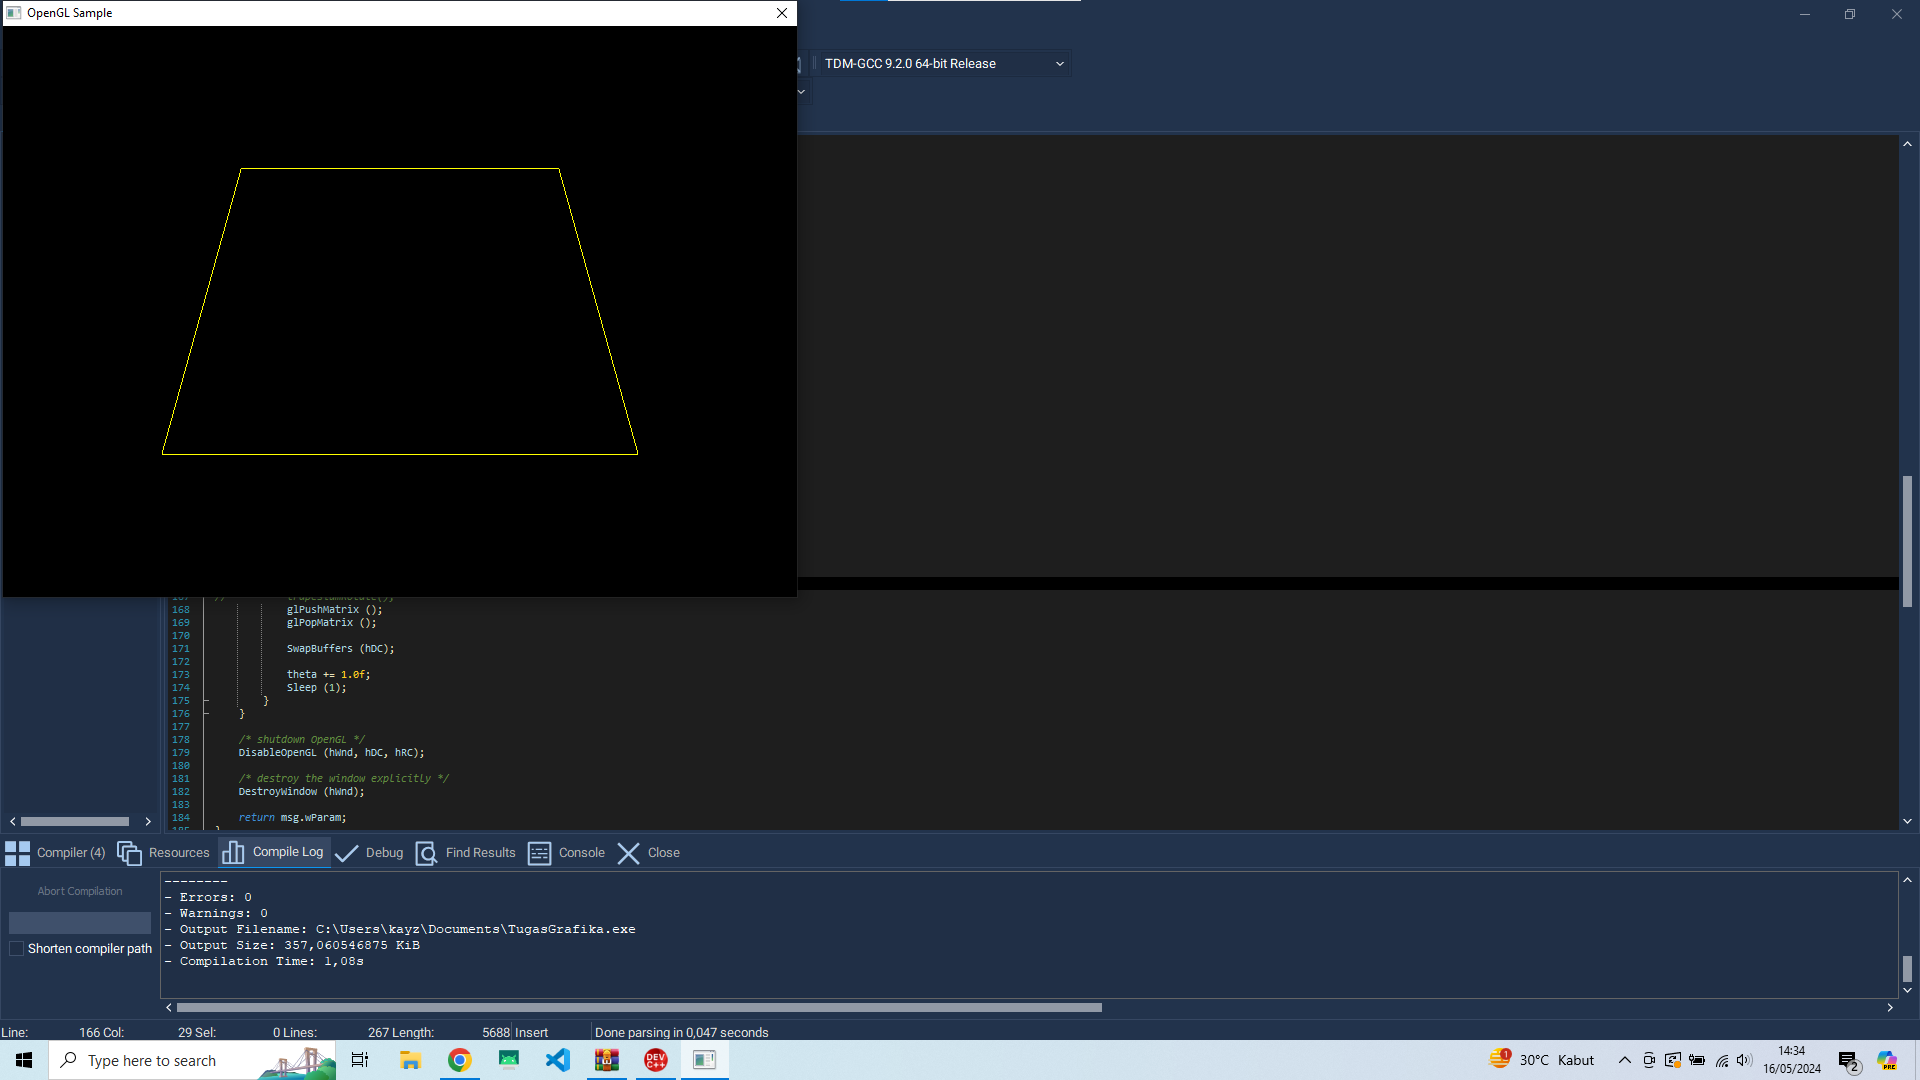 OpenGL Sample
TDM-GCC 9.2.0 64-bit Release
168 glPushMatrix ();
169 glPopMatrix ();
170
171 SwapBuffers (hDC);
172
173 theta += 1.0f;
174 Sleep (1);
175 }
176 }
177
178 /* shutdown OpenGL */
179 DisableOpenGL (hWnd, hDC, hRC);
180
181 /* destroy the window explicitly */
182 DestroyWindow (hWnd);
183
184 return msg.wParam;
Compiler (4) Resources Compile Log Debug Find Results Console Close
Abort Compilation
Shorten compiler path
--------
- Errors: 0
- Warnings: 0
- Output Filename: C:\Users\kayz\Documents\TugasGrafika.exe
- Output Size: 357,060546875 KiB
- Compilation Time: 1,08s
Line: 166 Col: 29 Sel: 0 Lines: 267 Length: 5688 Insert Done parsing in 0,047 seconds
Type here to search
DEV C++
1
30°C Kabut
14:34
16/05/2024
2
PRE